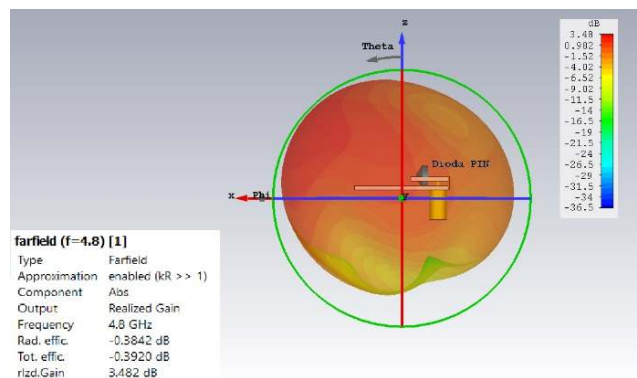 z
Theta
dB
3.48
0.982
-1.52
-4.02
-6.52
-9.02
-11.5
-14
-16.5
-19
-21.5
-24
-26.5
-29
-31.5
-34
-36.5
Dioda PIN
x Phi Y
farfield (f=4.8) [1]
Type Farfield
Approximation enabled (kR >> 1)
Component Abs
Output Realized Gain
Frequency 4.8 GHz
Rad. effic. -0.3842 dB
Tot. effic. -0.3920 dB
rlzd.Gain 3.482 dB